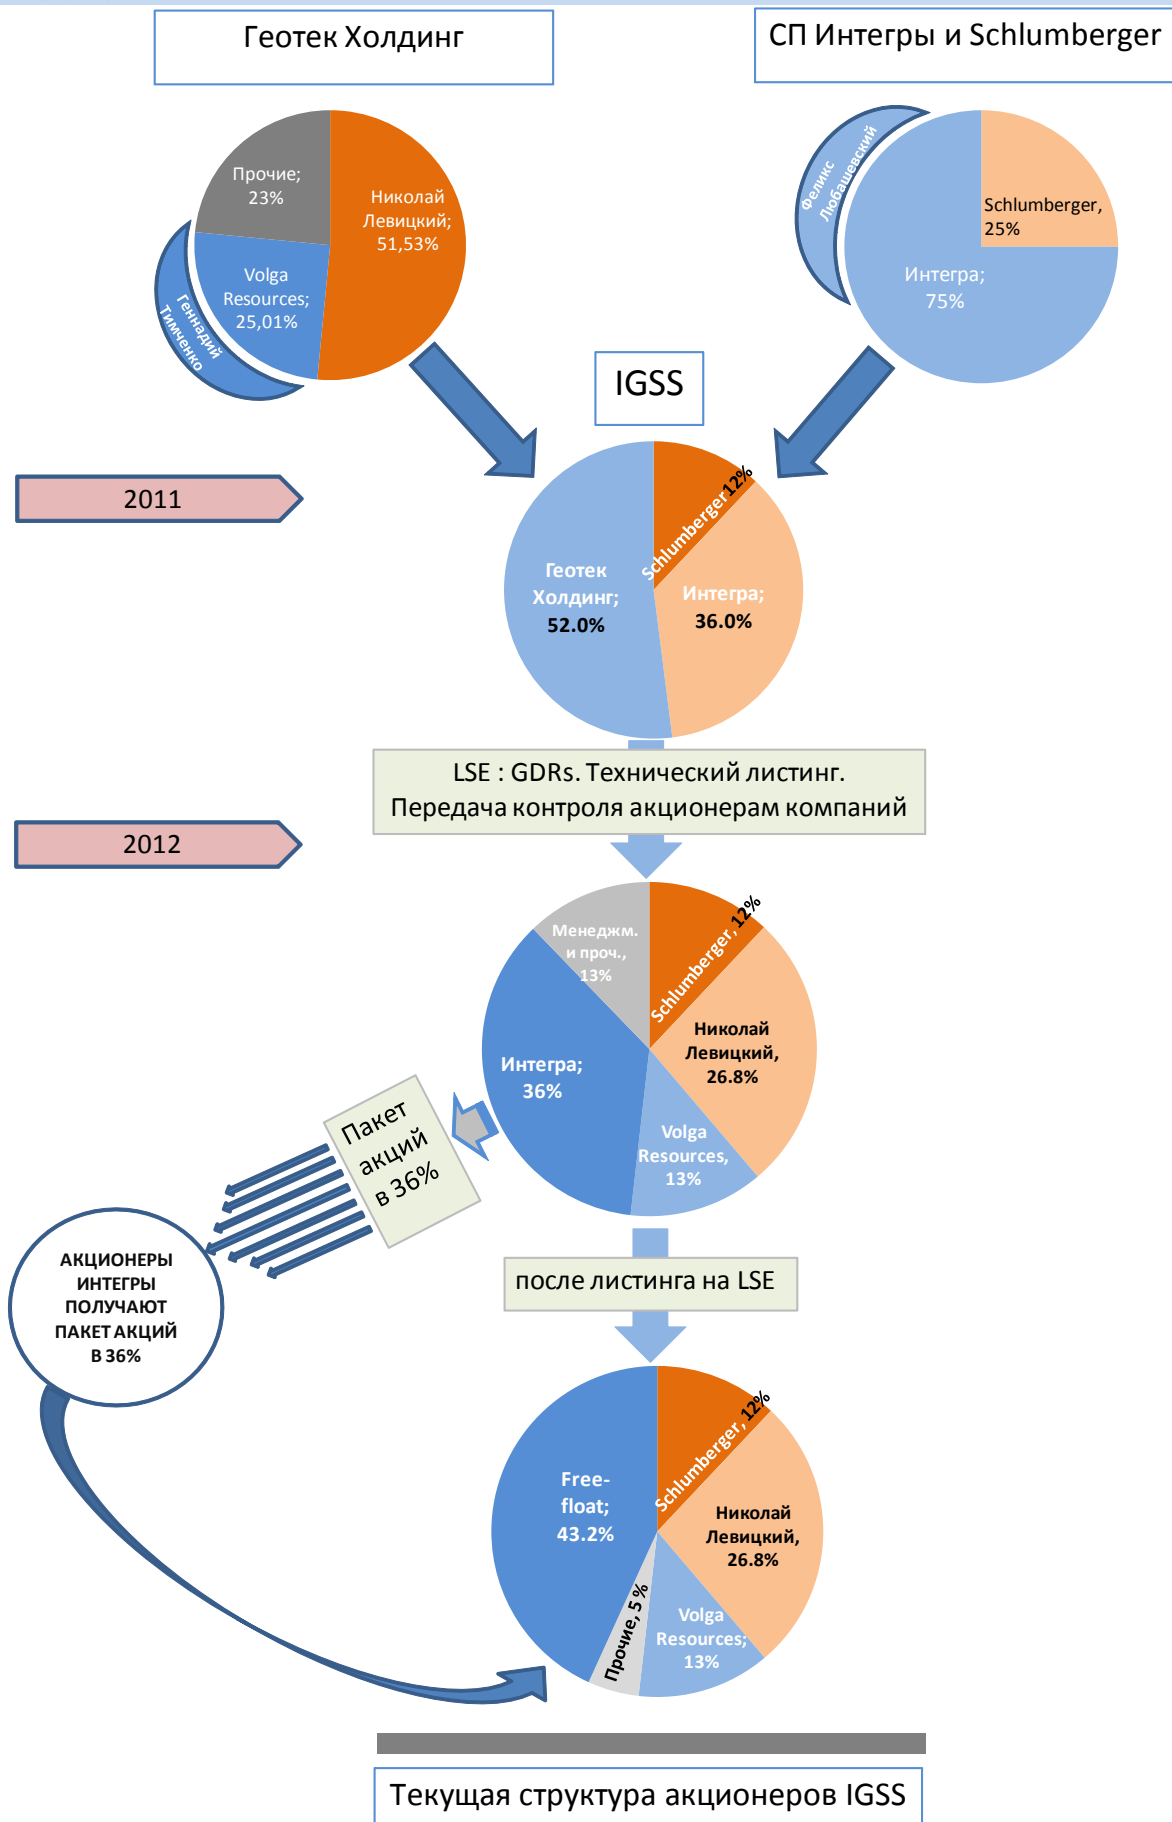 Геотек Холдинг
СП Интегры и Schlumberger
Прочие;
23%
Николай
Левицкий;
51,53%
Volga
Resources;
25,01%
Геннадий
Тимченко
Феликс
Любашевский
Schlumberger,
25%
Интегра;
75%
IGSS
2011
Schlumberger12%
Геотек
Холдинг;
52.0%
Интегра;
36.0%
LSE : GDRs. Технический листинг.
Передача контроля акционерам компаний
2012
Менеджм.
и проч.,
13%
Schlumberger, 12%
Николай
Левицкий,
26.8%
Интегра;
36%
Volga
Resources,
13%
Пакет
акций
в 36%
АКЦИОНЕРЫ
ИНТЕГРЫ
ПОЛУЧАЮТ
ПАКЕТ АКЦИЙ
В 36%
после листинга на LSE
Free-
float;
43.2%
Schlumberger, 12%
Николай
Левицкий,
26.8%
Прочие, 5 %
Volga
Resources;
13%
Текущая структура акционеров IGSS